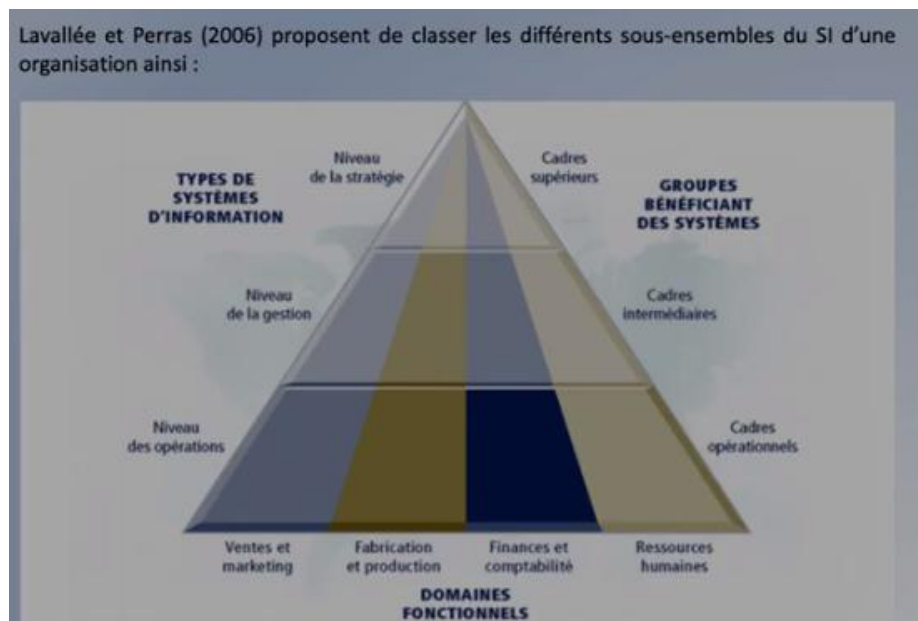 Lavallée et Perras (2006) proposent de classer les différents sous-ensembles du SI d'une
organisation ainsi :
Niveau
de la stratégie
Cadres
supérieurs
TYPES DE
SYSTÈMES
D'INFORMATION
GROUPES
BÉNÉFICIANT
DES SYSTÈMES
Niveau
de la gestion
Cadres
intermédiaires
Niveau
des opérations
Cadres
opérationnels
Ventes et
marketing
Fabrication
et production
Finances et
comptabilité
Ressources
humaines
DOMAINES
FONCTIONNELS